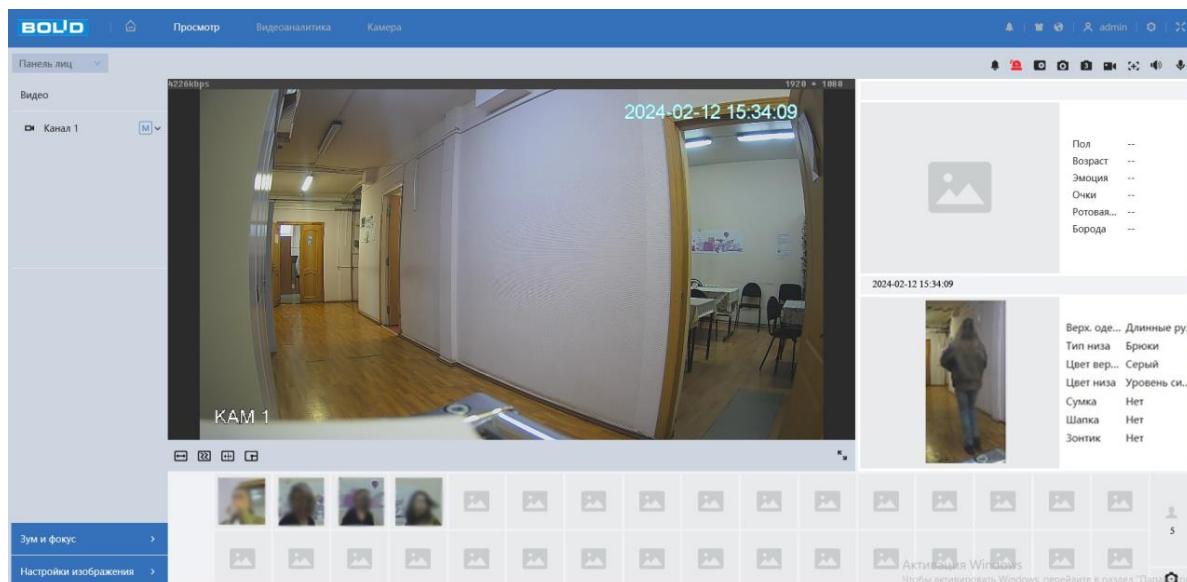 BOLID Просмотр Видеоаналитика Камера admin
Панель лиц
Видео
Канал 1 M
4226kbps 1920 * 1080
2024-02-12 15:34:09
КАМ 1
Пол --
Возраст --
Эмоция --
Очки --
Ротовая... --
Борода --
2024-02-12 15:34:09
Верх. оде... Длинные ру...
Тип низа Брюки
Цвет вер... Серый
Цвет низа Уровень си...
Сумка Нет
Шапка Нет
Зонтик Нет
5
Зум и фокус
Настройки изображения
Активация Windows
Чтобы активировать Windows, перейдите в раздел